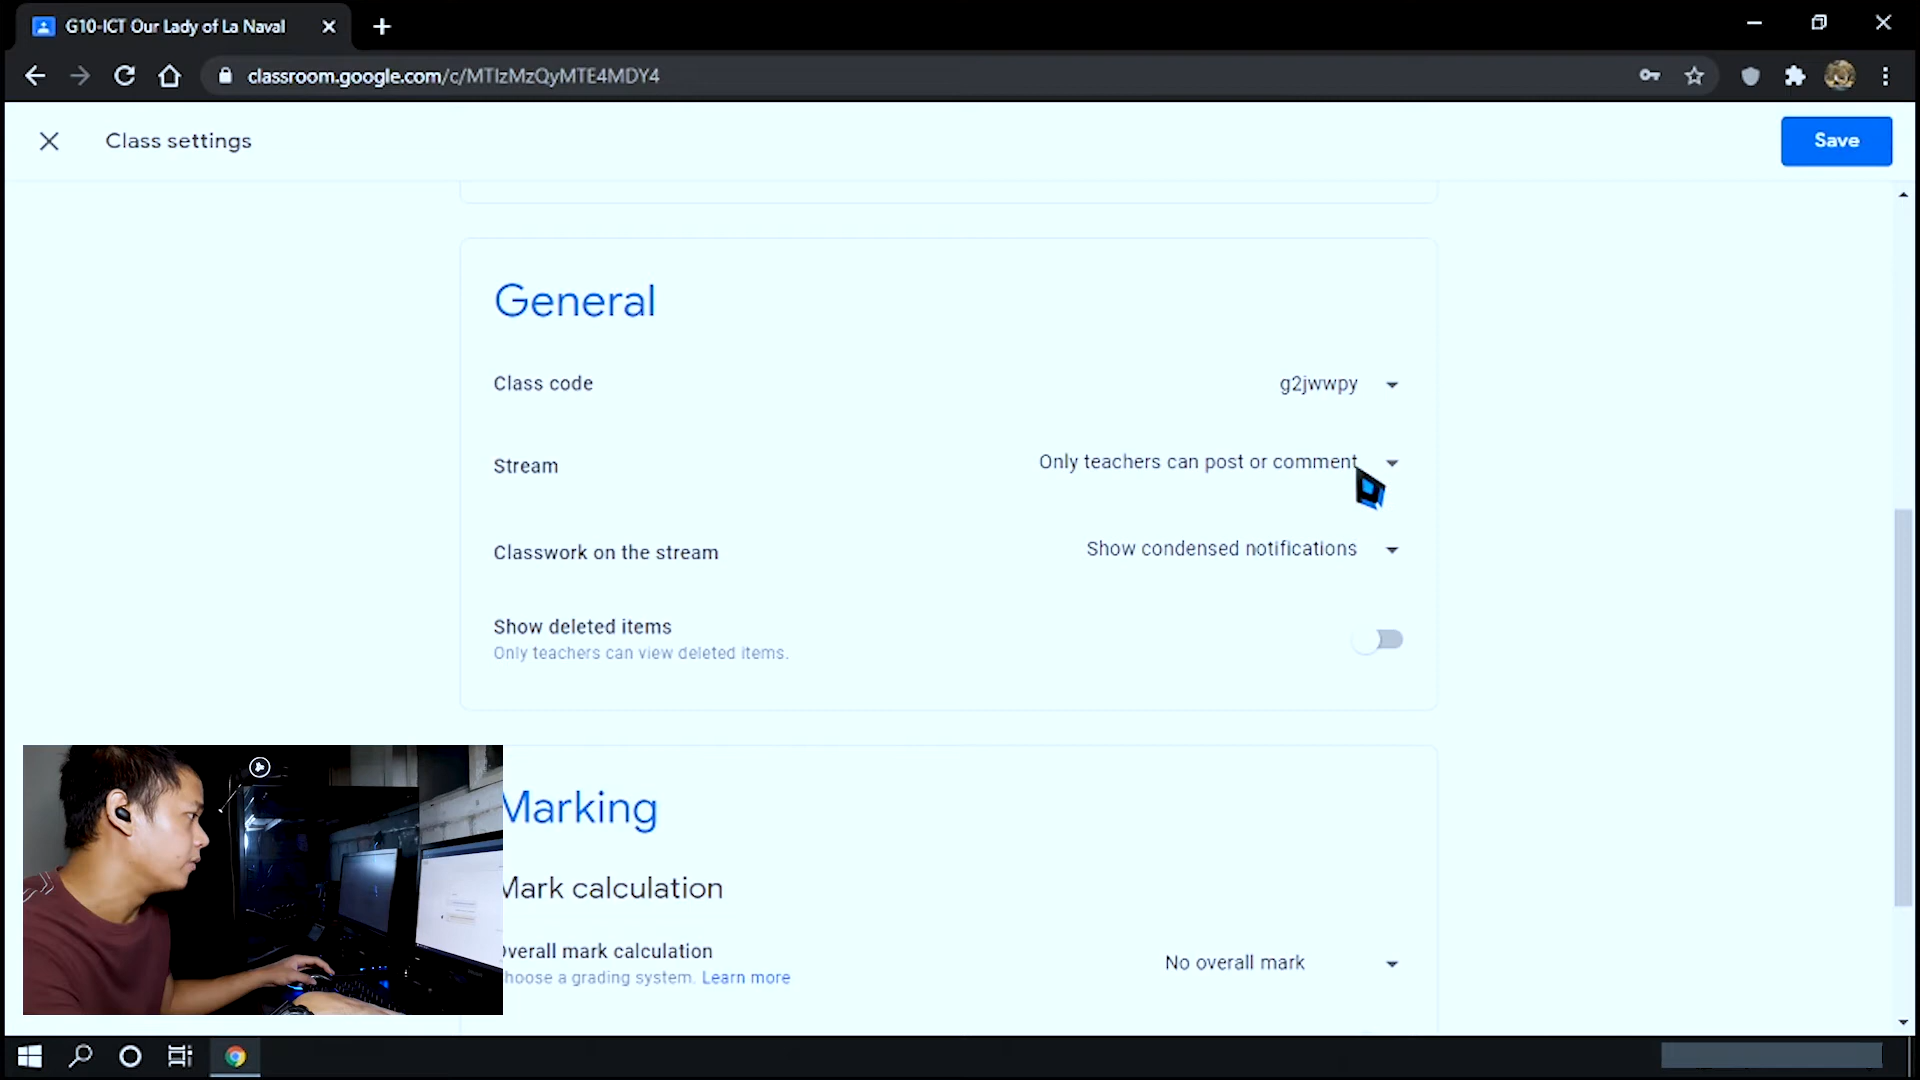 G10-ICT Our Lady of La Naval
classroom.google.com/c/MTIzMzQyMTE4MDY4
Class settings
Save
General
Class code
g2jwwpy
Stream
Only teachers can post or comment
Classwork on the stream
Show condensed notifications
Show deleted items
Only teachers can view deleted items.
Marking
Mark calculation
Overall mark calculation
No overall mark
hoose a grading system. Learn more